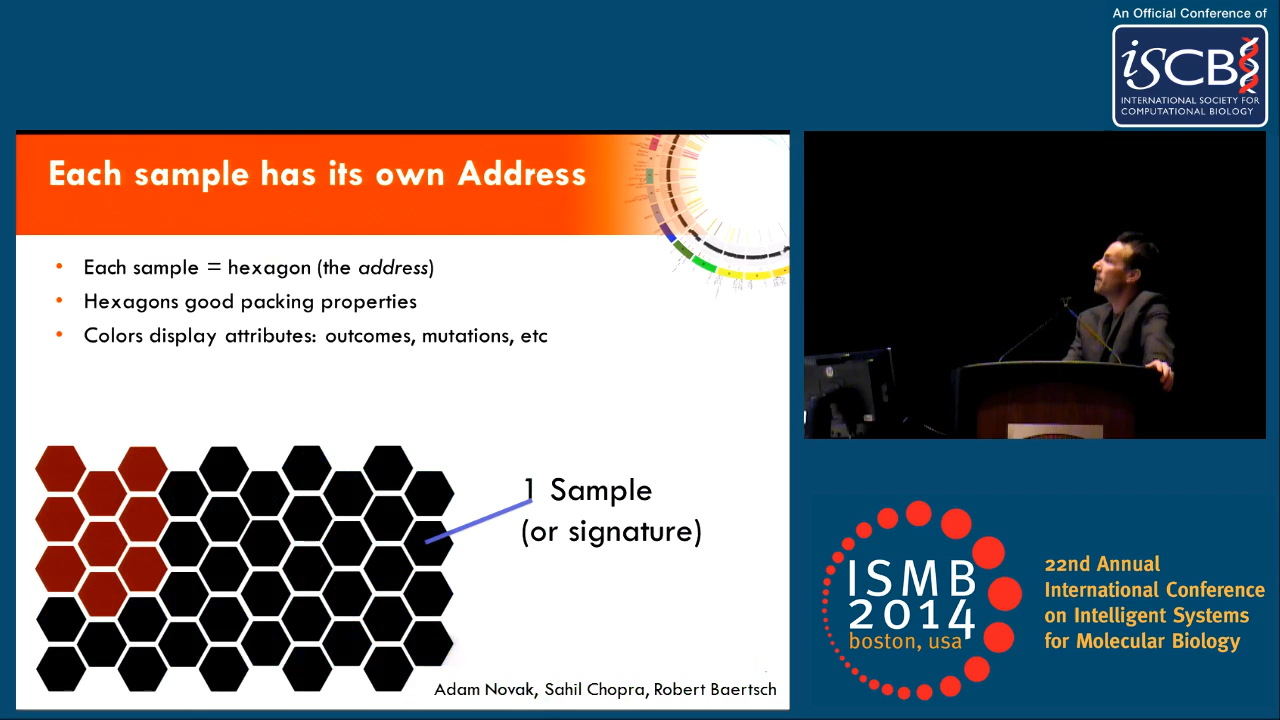 An Official Conference of
iSCB
INTERNATIONAL SOCIETY FOR
COMPUTATIONAL BIOLOGY
Each sample has its own Address
• Each sample = hexagon (the address)
• Hexagons good packing properties
• Colors display attributes: outcomes, mutations, etc
1 Sample
(or signature)
Adam Novak, Sahil Chopra, Robert Baertsch
ISMB
2014
boston, usa
22nd Annual
International Conference
on Intelligent Systems
for Molecular Biology